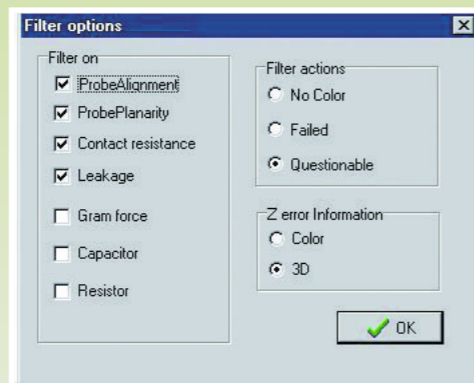 Filter options
Filter on
ProbeAlignment
ProbePlanarity
Contact resistance
Leakage
Gram force
Capacitor
Resistor
Filter actions
No Color
Failed
Questionable
Z error Information
Color
3D
OK